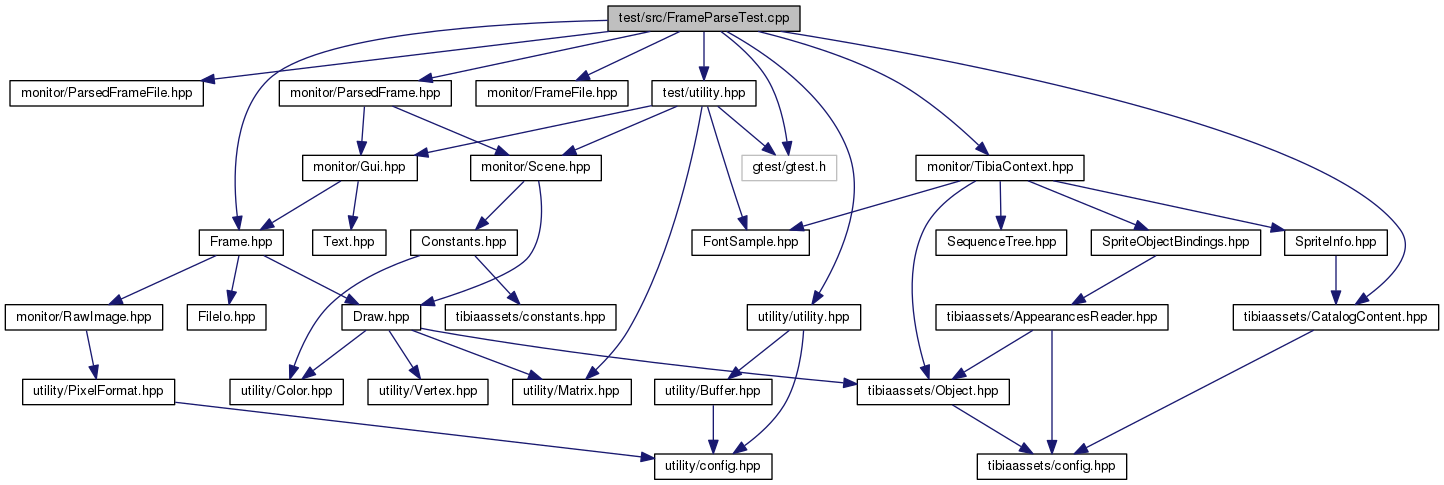 test/src/FrameParseTest.cpp
monitor/ParsedFrameFile.hpp
monitor/ParsedFrame.hpp
monitor/FrameFile.hpp
test/utility.hpp
monitor/Gui.hpp
monitor/Scene.hpp
gtest/gtest.h
monitor/TibiaContext.hpp
Frame.hpp
Text.hpp
Constants.hpp
FontSample.hpp
SequenceTree.hpp
SpriteObjectBindings.hpp
SpriteInfo.hpp
monitor/RawImage.hpp
FileIo.hpp
Draw.hpp
tibiaassets/constants.hpp
utility/utility.hpp
tibiaassets/AppearancesReader.hpp
tibiaassets/CatalogContent.hpp
utility/PixelFormat.hpp
utility/Color.hpp
utility/Vertex.hpp
utility/Matrix.hpp
utility/Buffer.hpp
tibiaassets/Object.hpp
utility/config.hpp
tibiaassets/config.hpp